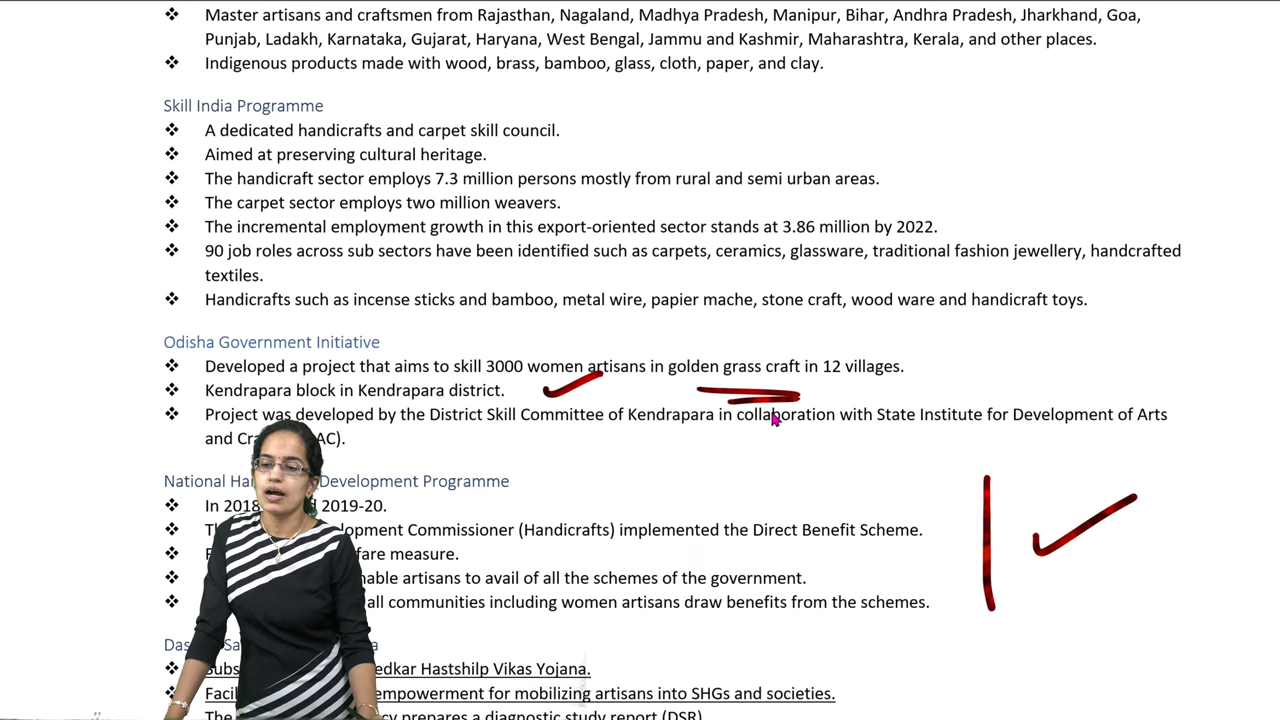 ❖ Master artisans and craftsmen from Rajasthan, Nagaland, Madhya Pradesh, Manipur, Bihar, Andhra Pradesh, Jharkhand, Goa,
Punjab, Ladakh, Karnataka, Gujarat, Haryana, West Bengal, Jammu and Kashmir, Maharashtra, Kerala, and other places.
❖ Indigenous products made with wood, brass, bamboo, glass, cloth, paper, and clay.
Skill India Programme
❖ A dedicated handicrafts and carpet skill council.
❖ Aimed at preserving cultural heritage.
❖ The handicraft sector employs 7.3 million persons mostly from rural and semi urban areas.
❖ The carpet sector employs two million weavers.
❖ The incremental employment growth in this export-oriented sector stands at 3.86 million by 2022.
❖ 90 job roles across sub sectors have been identified such as carpets, ceramics, glassware, traditional fashion jewellery, handcrafted
textiles.
❖ Handicrafts such as incense sticks and bamboo, metal wire, papier mache, stone craft, wood ware and handicraft toys.
Odisha Government Initiative
❖ Developed a project that aims to skill 3000 women artisans in golden grass craft in 12 villages.
❖ Kendrapara block in Kendrapara district.
❖ Project was developed by the District Skill Committee of Kendrapara in collaboration with State Institute for Development of Arts
and AC).
National Development Programme
❖ In 2018 2019-20.
❖ Commissioner (Handicrafts) implemented the Direct Benefit Scheme.
❖ measure.
❖ artisans to avail of all the schemes of the government.
❖ all communities including women artisans draw benefits from the schemes.
❖ Hastshilp Vikas Yojana.
❖ empowerment for mobilizing artisans into SHGs and societies.
prepares a diagnostic study report (DSR)